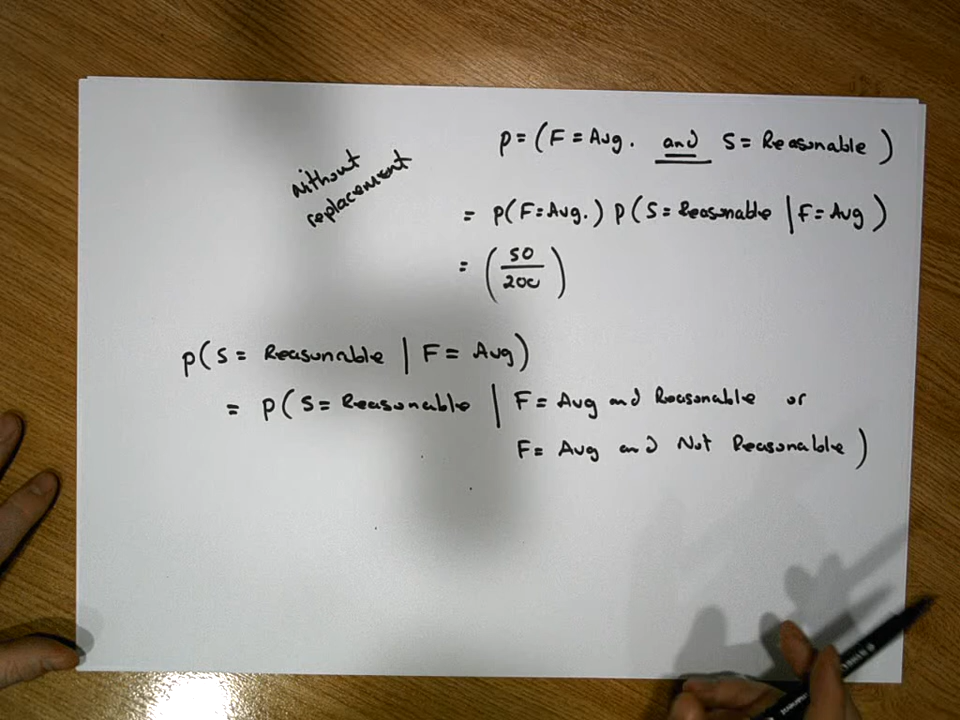 without
replacement
p=(F=Avg. and S=Reasonable)
= p(F=Avg.) p(S=Reasonable | F=Avg)
= (50/200)
p(S= Reasonable | F= Avg)
= p(S=Reasonable | F= Avg and Reasonable or
F= Avg and Not Reasonable)